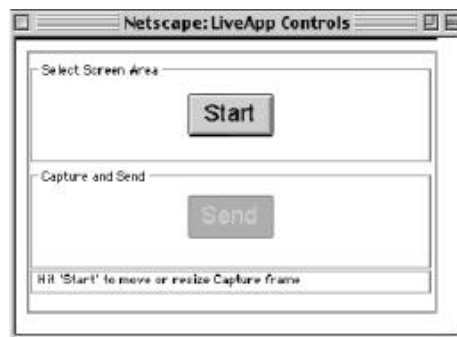 Netscape:LiveApp Controls
Select Screen Area
Start
Capture and Send
Send
Hit 'Start' to move or resize Capture frame